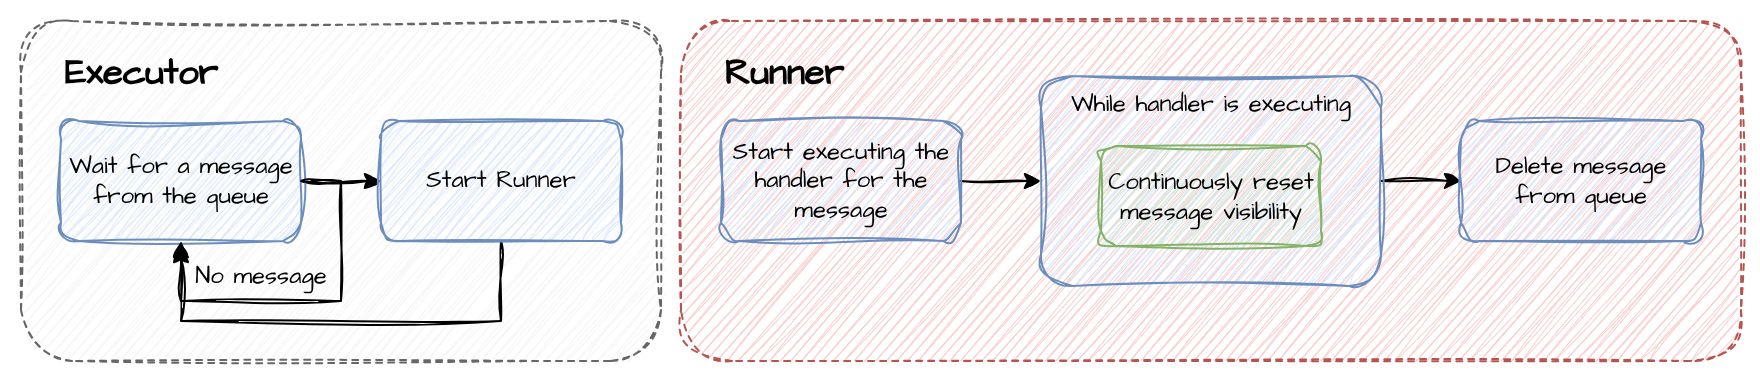 Executor
Wait for a message
from the queue
Start Runner
No message
Runner
Start executing the
handler for the
message
While handler is executing
Continuously reset
message visibility
Delete message
from queue